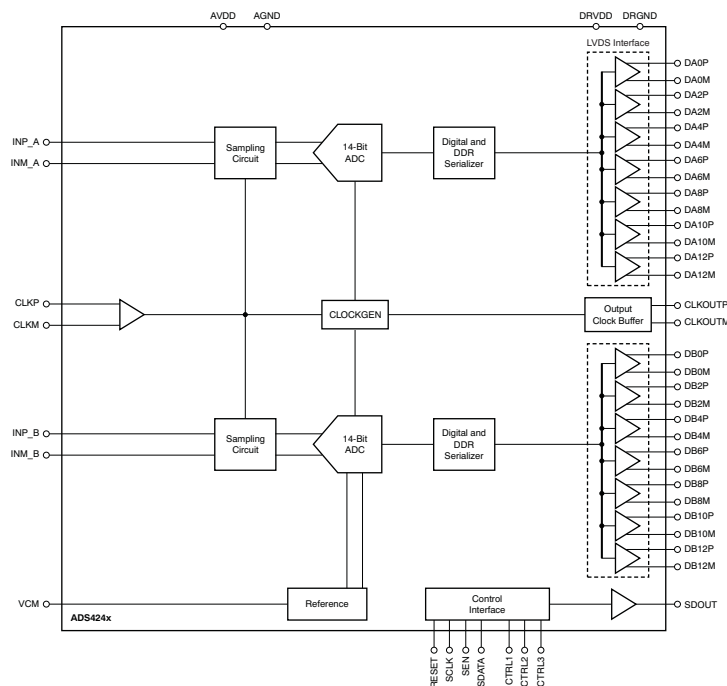 AVDD
AGND
DRVDD
DRGND
LVDS Interface
DA0P
DA0M
DA2P
DA2M
DA4P
DA4M
DA6P
DA6M
DA8P
DA8M
DA10P
DA10M
DA12P
DA12M
INP_A
INM_A
Sampling
Circuit
14-Bit
ADC
Digital and
DDR
Serializer
CLKP
CLKM
CLOCKGEN
Output
Clock Buffer
CLKOUTP
CLKOUTM
DB0P
DB0M
DB2P
DB2M
DB4P
DB4M
DB6P
DB6M
DB8P
DB8M
DB10P
DB10M
DB12P
DB12M
INP_B
INM_B
Sampling
Circuit
14-Bit
ADC
Digital and
DDR
Serializer
VCM
Reference
Control
Interface
SDOUT
ADS424x
RESET
SCLK
SEN
SDATA
CTRL1
CTRL2
CTRL3